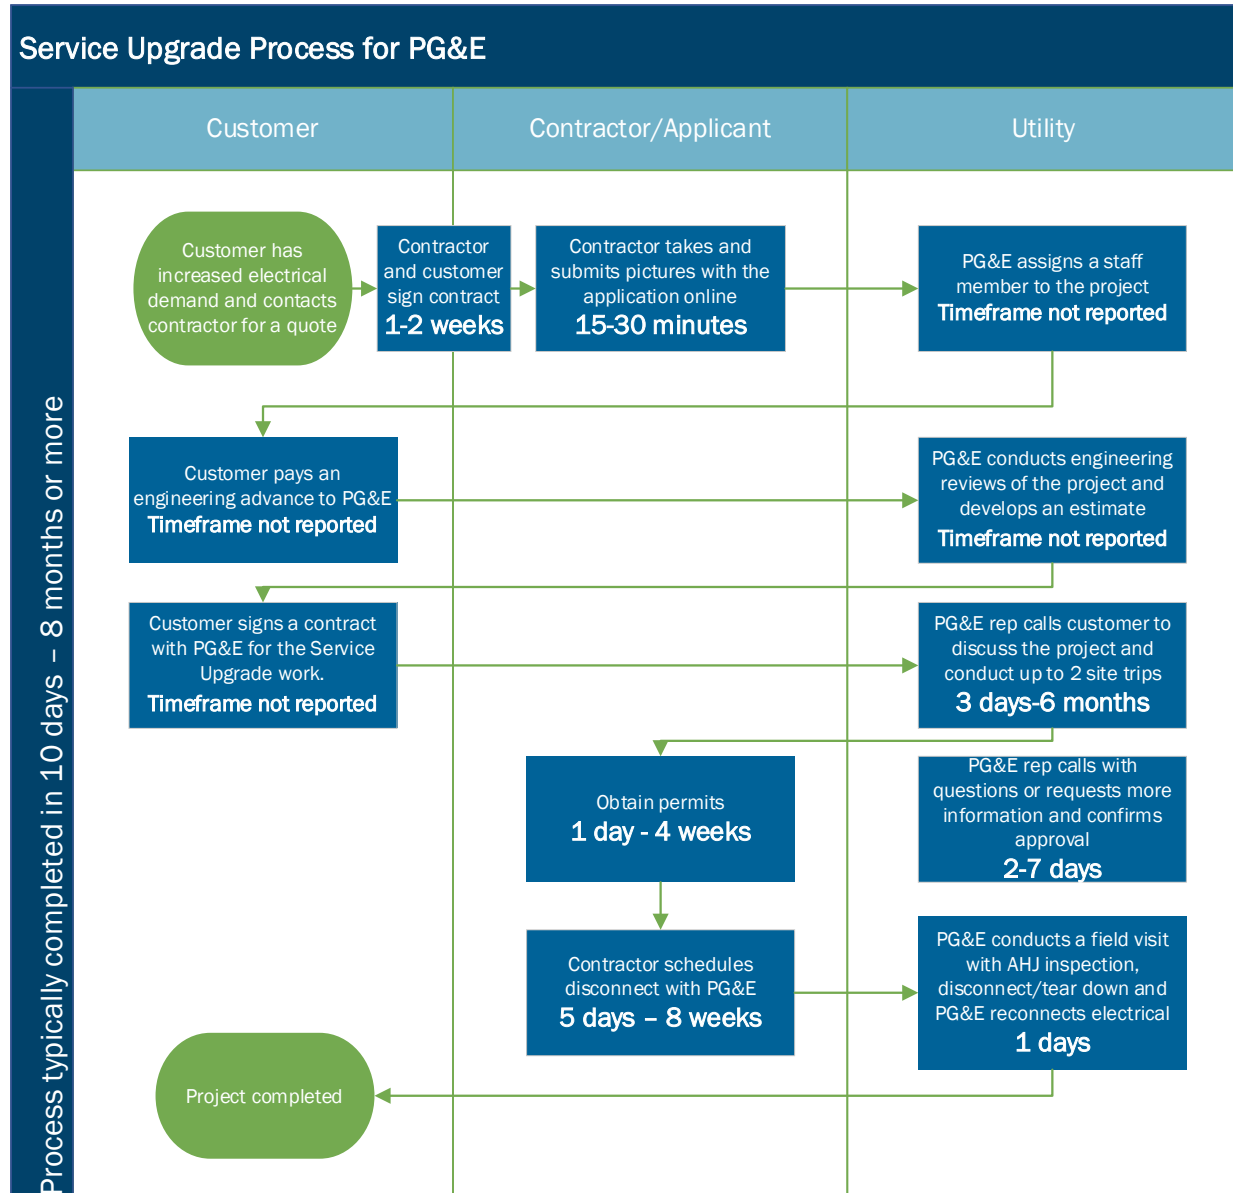 Service Upgrade Process for PG&E
Process typically completed in 10 days – 8 months or more
Customer
Contractor/Applicant
Utility
Customer has
increased electrical
demand and contacts
contractor for a quote
Contractor
and customer
sign contract
1-2 weeks
Contractor takes and
submits pictures with the
application online
15-30 minutes
PG&E assigns a staff
member to the project
Timeframe not reported
Customer pays an
engineering advance to PG&E
Timeframe not reported
PG&E conducts engineering
reviews of the project and
develops an estimate
Timeframe not reported
Customer signs a contract
with PG&E for the Service
Upgrade work.
Timeframe not reported
PG&E rep calls customer to
discuss the project and
conduct up to 2 site trips
3 days-6 months
Obtain permits
1 day - 4 weeks
PG&E rep calls with
questions or requests more
information and confirms
approval
2-7 days
Contractor schedules
disconnect with PG&E
5 days – 8 weeks
PG&E conducts a field visit
with AHJ inspection,
disconnect/tear down and
PG&E reconnects electrical
1 days
Project completed